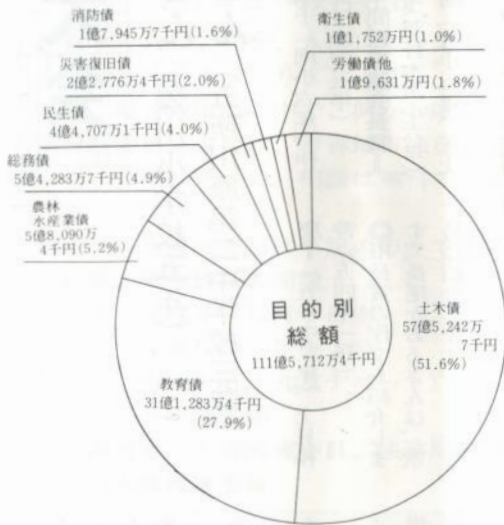 消防債
1億7,945万7千円(1.6%)
災害復旧債
2億2,776万4千円(2.0%)
民生債
4億4,707万1千円(4.0%)
総務債
5億4,283万7千円(4.9%)
農林
水産業債
5億8,090万
4千円(5.2%)
衛生債
1億1,752万円(1.0%)
労働債他
1億9,631万円(1.8%)
目的別
総額
111億5,712万4千円
土木債
57億5,242万
7千円
(51.6%)
教育債
31億1,283万4千円
(27.9%)